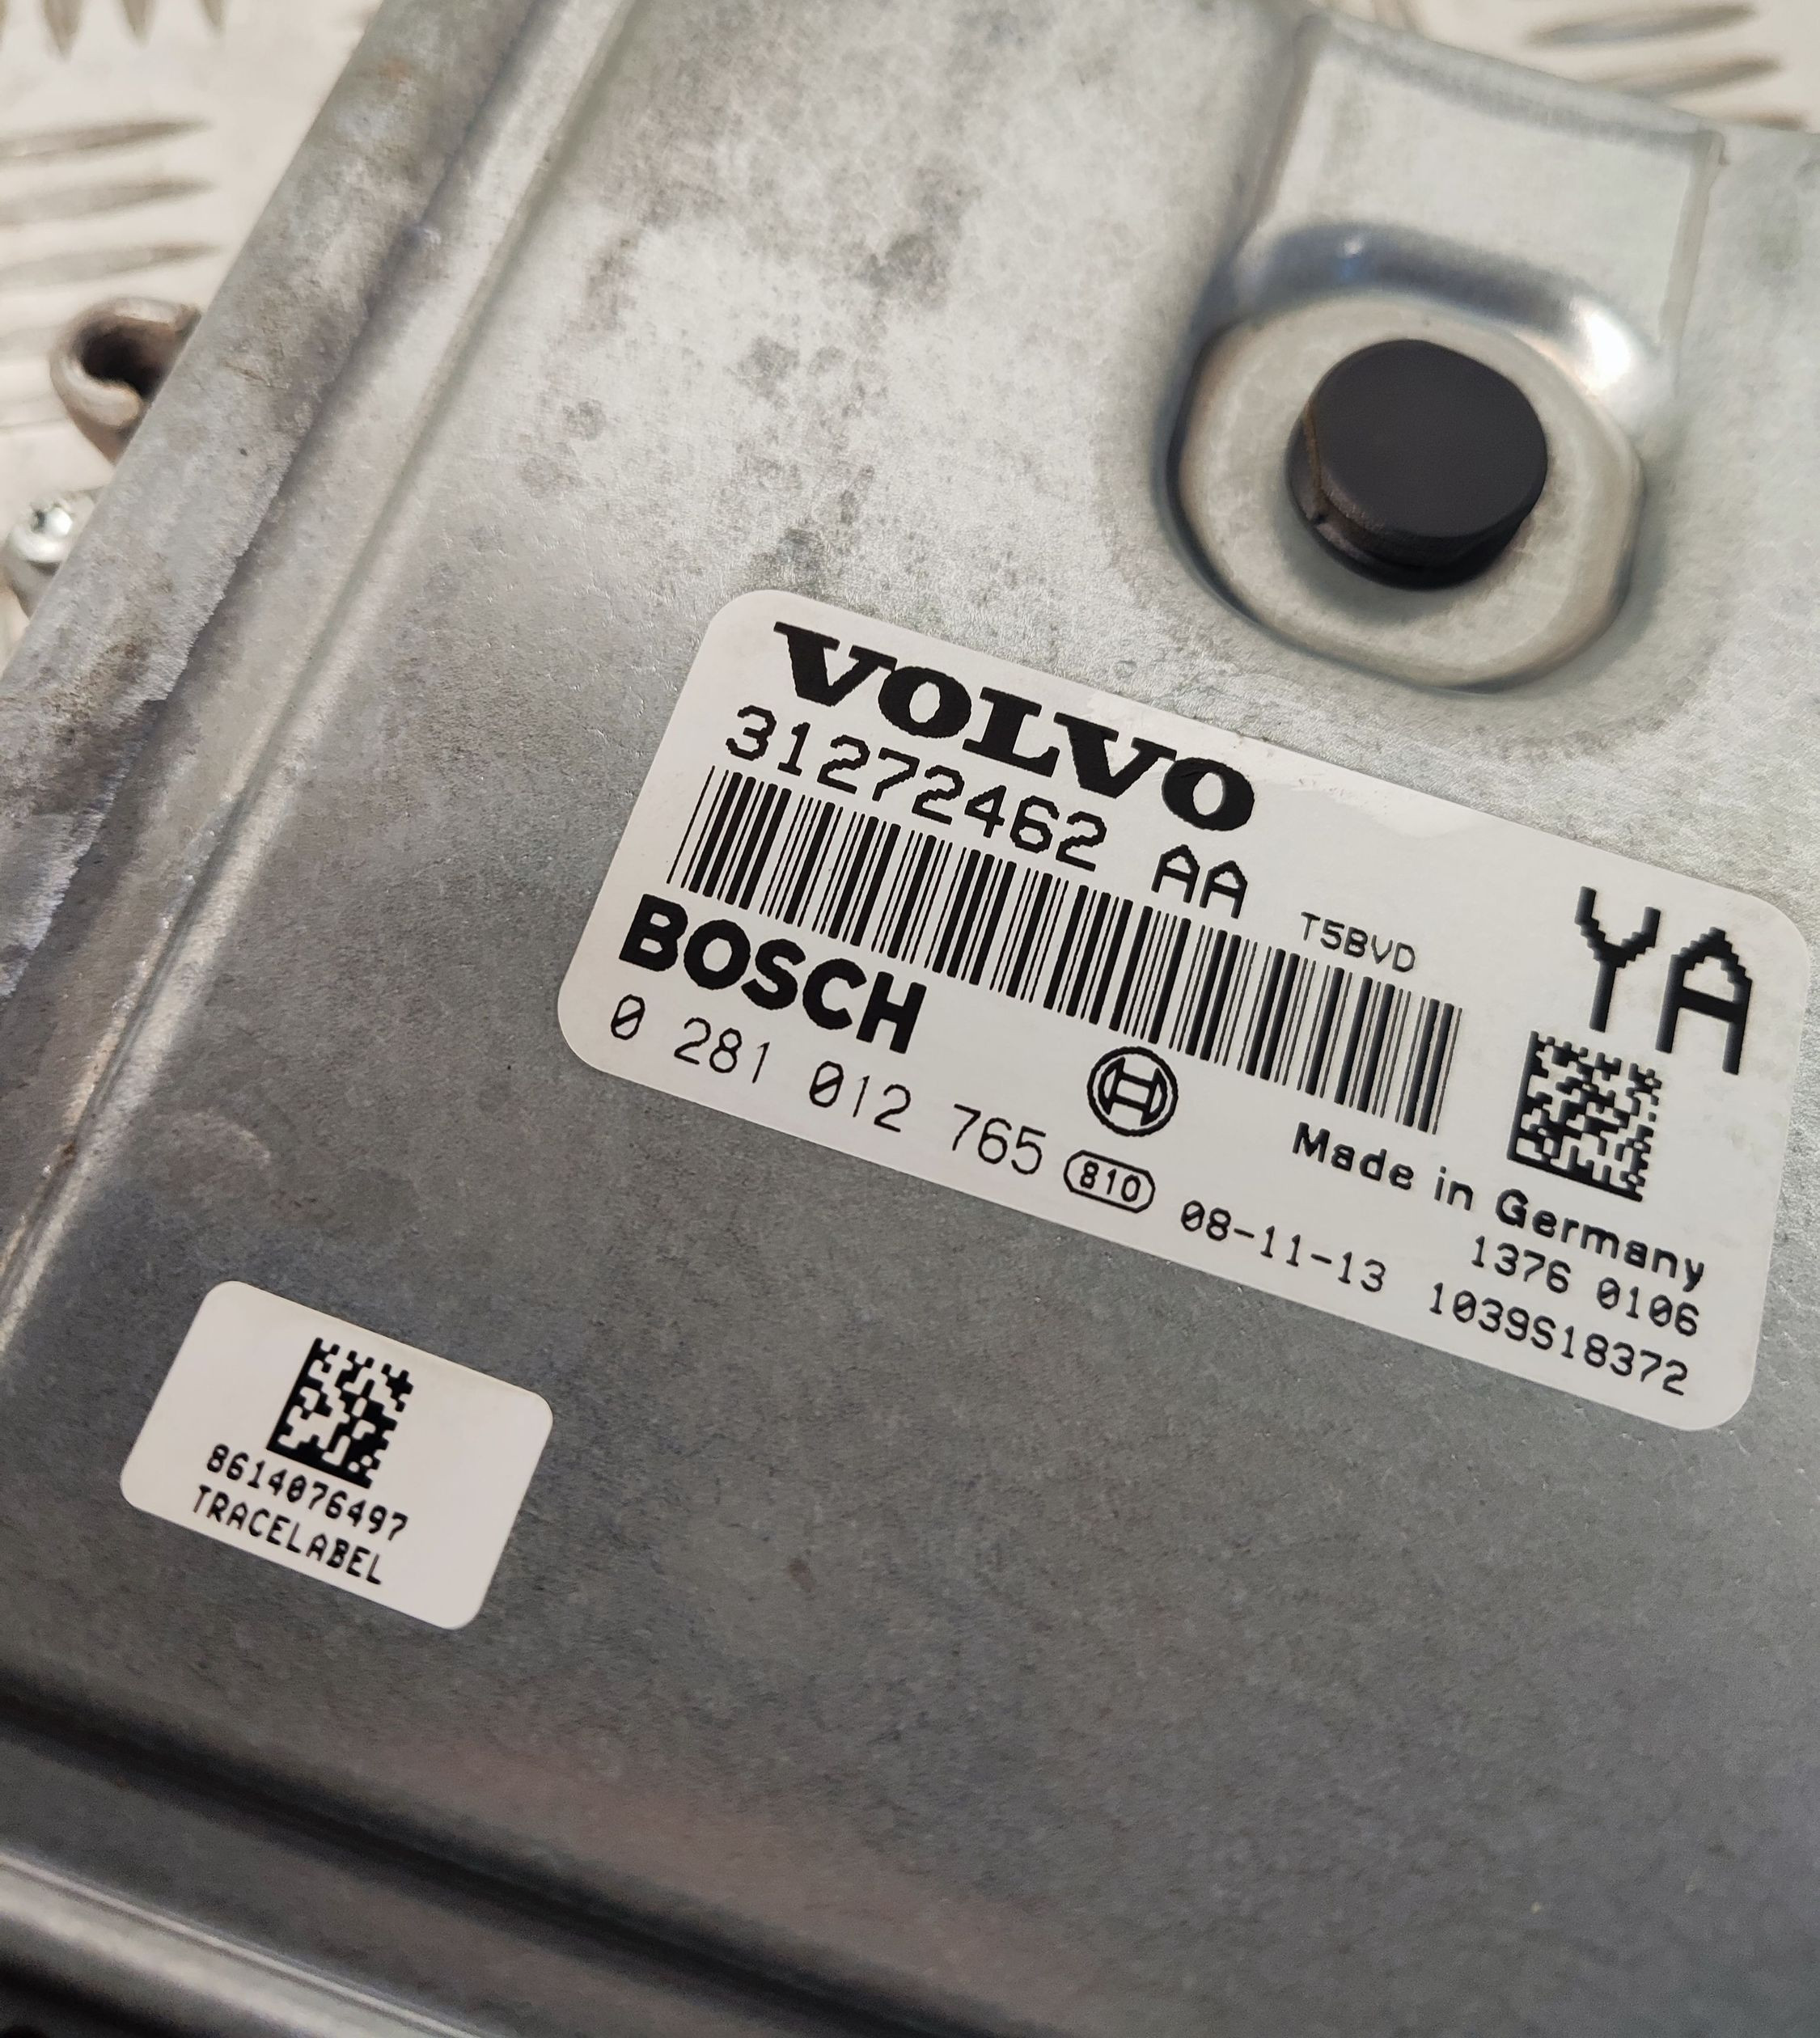 VOLVO
31272462 AA T5BVD
YA
BOSCH
0 281 012 765 810 08-11-13 1039S18372
Made in Germany
1376 0106
8614076497
TRACELABEL